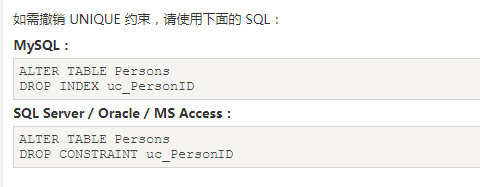 如需撤销 UNIQUE 约束，请使用下面的 SQL：
MySQL：
ALTER TABLE Persons
DROP INDEX uc_PersonID
SQL Server / Oracle / MS Access：
ALTER TABLE Persons
DROP CONSTRAINT uc_PersonID